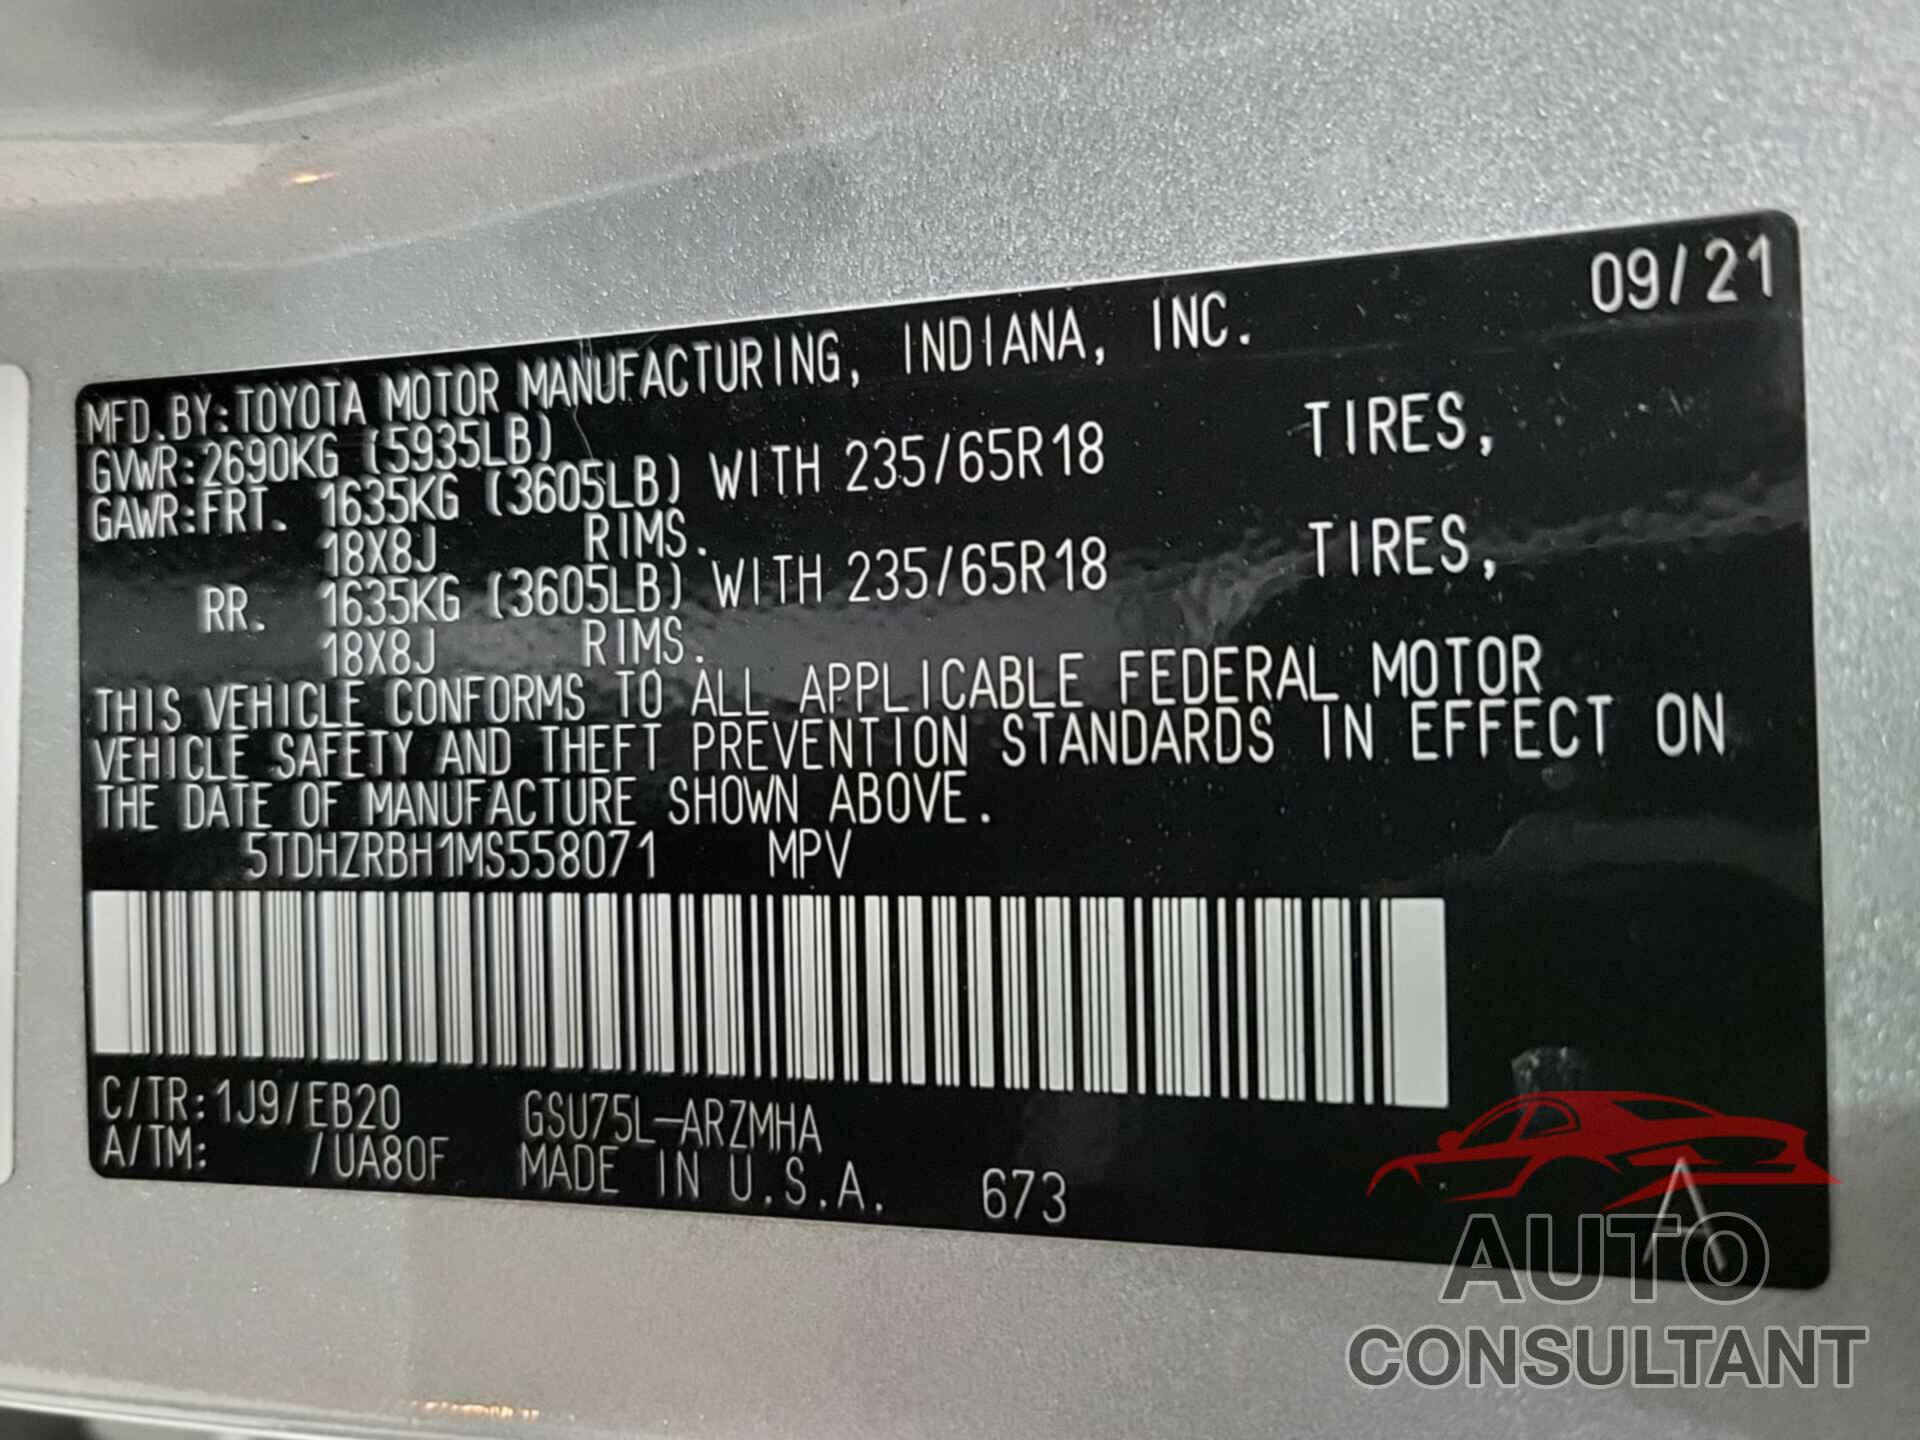 09/21
MFD.BY:TOYOTA MOTOR MANUFACTURING, INDIANA, INC.
GVWR:2690KG (5935LB)
GAWR:FRT. 1635KG (3605LB) WITH 235/65R18 TIRES,
18X8J RIMS.
RR. 1635KG (3605LB) WITH 235/65R18 TIRES,
18X8J RIMS.
THIS VEHICLE CONFORMS TO ALL APPLICABLE FEDERAL MOTOR
VEHICLE SAFETY AND THEFT PREVENTION STANDARDS IN EFFECT ON
THE DATE OF MANUFACTURE SHOWN ABOVE.
5TDHZRBH1MS558071 MPV
C/TR:1J9/EB20 GSU75L-ARZMHA
A/TM: /UA80F MADE IN U.S.A. 673
A
AUTO
CONSULTANT